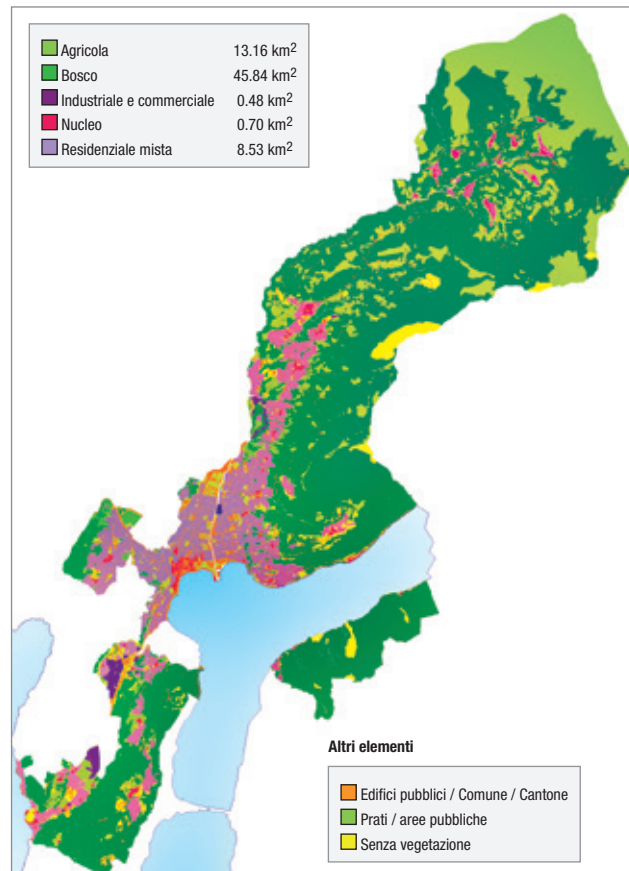 Agricola 13.16 km²
Bosco 45.84 km²
Industriale e commerciale 0.48 km²
Nucleo 0.70 km²
Residenziale mista 8.53 km²
Altri elementi
Edifici pubblici / Comune / Cantone
Prati / aree pubbliche
Senza vegetazione